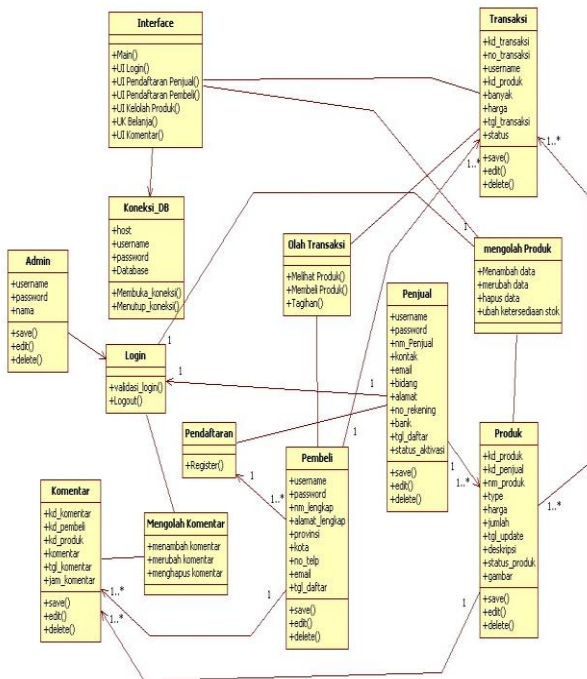 Interface
+Main()
+UI Login()
+UI Pendaftaran Penjual()
+UI Pendaftaran Pembeli()
+UI Kelolah Produk()
+UK Belanja()
+UI Komentar()
Transaksi
+kd_transaksi
+no_transaksi
+username
+kd_produk
+banyak
+harga
+tgl_transaksi
+status
+save()
+edit()
+delete()
1..*
1..*
Koneksi_DB
+host
+username
+password
+Database
+Membuka_koneksi()
+Menutup_koneksi()
Olah Transaksi
+Melihat Produk()
+Membeli Produk()
+Tagihan()
1
mengolah Produk
+Menambah data
+merubah data
+hapus data
+ubah ketersediaan stok
Admin
+username
+password
+nama
+save()
+edit()
+delete()
Login
+validasi_login()
+Logout()
1
1
1
Penjual
+username
+password
+nm_Penjual
+kontak
+email
+bidang
+alamat
+no_rekening
+bank
+tgl_daftar
+status_aktivasi
+save()
+edit()
+delete()
1
1..*
Pendaftaran
+Register()
1
1..*
Pembeli
+username
+password
+nm_lengkap
+alamat_lengkap
+provinsi
+kota
+no_telp
+email
+tgl_daftar
+save()
+edit()
+delete()
1
1
Produk
+kd_produk
+kd_penjual
+nm_produk
+type
+harga
+jumlah
+tgl_update
+deskripsi
+status_produk
+gambar
+save()
+edit()
+delete()
1..*
1
Komentar
+kd_komentar
+kd_pembeli
+kd_produk
+komentar
+tgl_komentar
+jam_komentar
+save()
+edit()
+delete()
1..*
1..*
Mengolah Komentar
+menambah komentar
+merubah komentar
+menghapus komentar